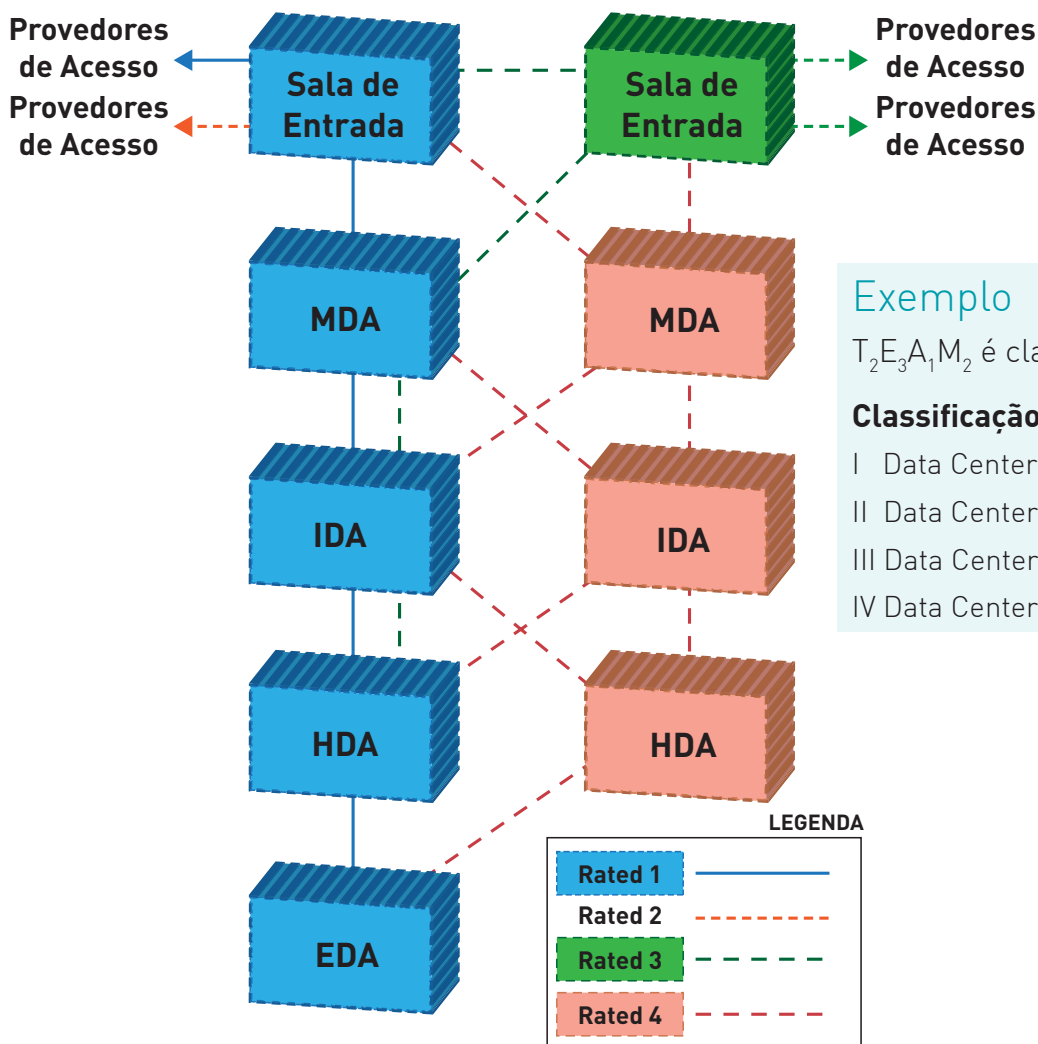 Provedores
de Acesso
Provedores
de Acesso
Sala de
Entrada
Sala de
Entrada
Provedores
de Acesso
Provedores
de Acesso
MDA
MDA
IDA
IDA
HDA
HDA
EDA
Exemplo
T₂E₃A₁M₂ é cla
Classificação
I Data Center
II Data Center
III Data Center
IV Data Center
LEGENDA
Rated 1
Rated 2
Rated 3
Rated 4